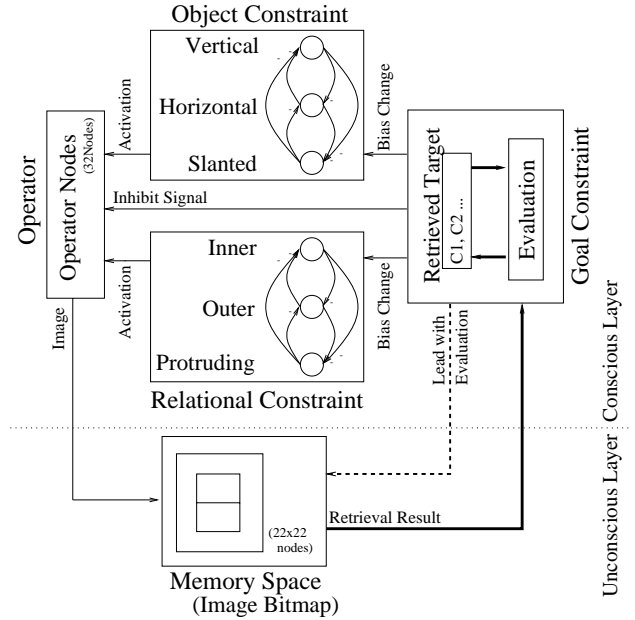 Object Constraint
Vertical
Horizontal
Slanted
Activation
Bias Change
Operator
Operator Nodes
(32Nodes)
Inhibit Signal
Retrieved Target
C1, C2 ...
Evaluation
Goal Constraint
Inner
Outer
Protruding
Activation
Bias Change
Relational Constraint
Image
Lead with
Evaluation
Conscious Layer
Unconscious Layer
(22x22
nodes)
Retrieval Result
Memory Space
(Image Bitmap)